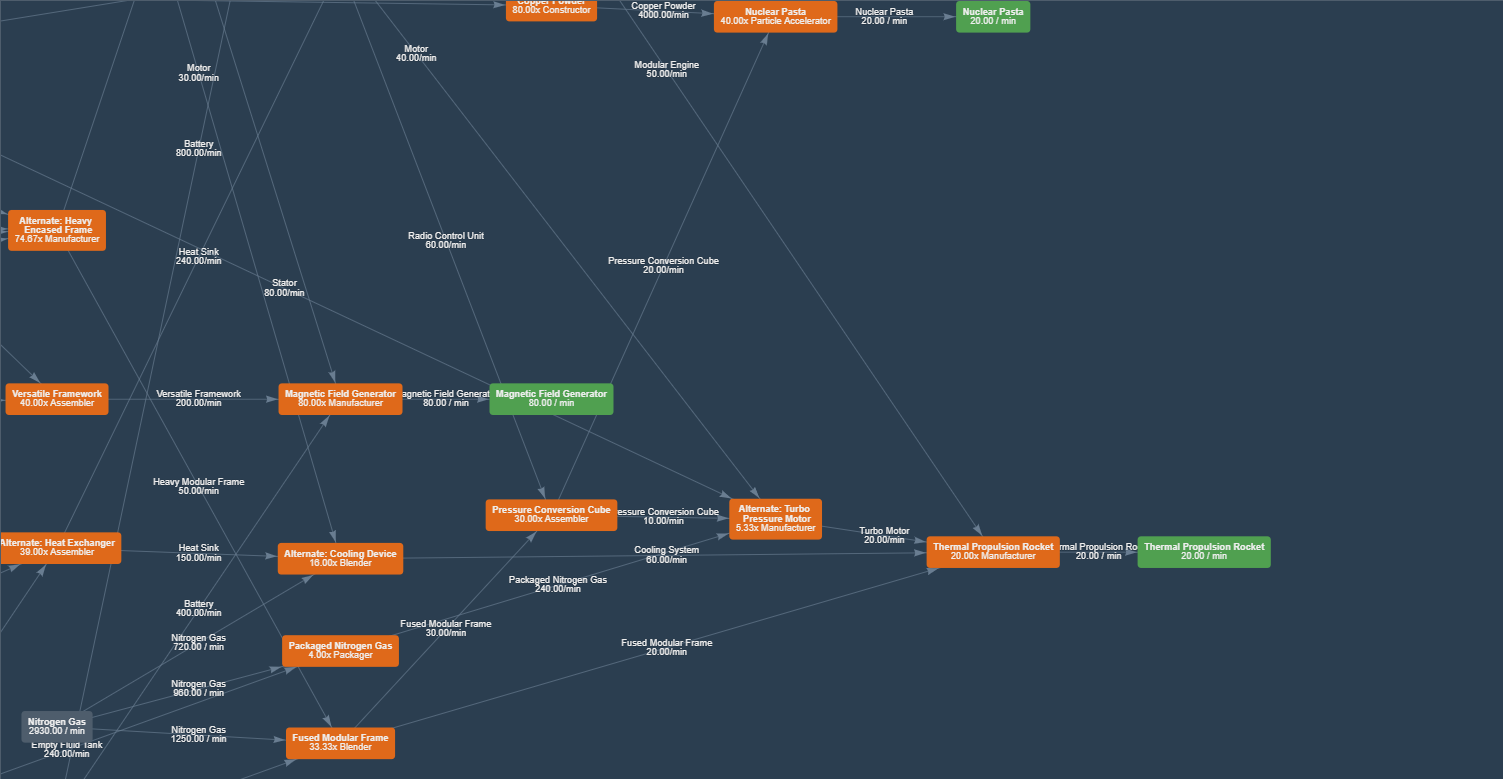 Copper Powder
80.00x Constructor
Copper Powder
4000.00/min
Nuclear Pasta
40.00x Particle Accelerator
Nuclear Pasta
20.00 / min
Nuclear Pasta
20.00 / min
Motor
40.00/min
Motor
30.00/min
Modular Engine
50.00/min
Battery
800.00/min
Alternate: Heavy
Encased Frame
74.67x Manufacturer
Radio Control Unit
60.00/min
Heat Sink
240.00/min
Pressure Conversion Cube
20.00/min
Stator
80.00/min
Versatile Framework
40.00x Assembler
Versatile Framework
200.00/min
Magnetic Field Generator
80.00x Manufacturer
agnetic Field Generat
80.00 / min
Magnetic Field Generator
80.00 / min
Heavy Modular Frame
50.00/min
Pressure Conversion Cube
30.00x Assembler
essure Conversion Cube
10.00/min
Alternate: Turbo
Pressure Motor
5.33x Manufacturer
Turbo Motor
20.00/min
Alternate: Heat Exchanger
39.00x Assembler
Heat Sink
150.00/min
Alternate: Cooling Device
16.00x Blender
Cooling System
60.00/min
Thermal Propulsion Rocket
20.00x Manufacturer
rmal Propulsion Ro
20.00 / min
Thermal Propulsion Rocket
20.00 / min
Packaged Nitrogen Gas
240.00/min
Battery
400.00/min
Fused Modular Frame
30.00/min
Nitrogen Gas
720.00 / min
Packaged Nitrogen Gas
4.00x Packager
Fused Modular Frame
20.00/min
Nitrogen Gas
960.00 / min
Nitrogen Gas
2930.00 / min
Nitrogen Gas
1250.00 / min
Fused Modular Frame
33.33x Blender
Empty Fluid Tank
240.00/min